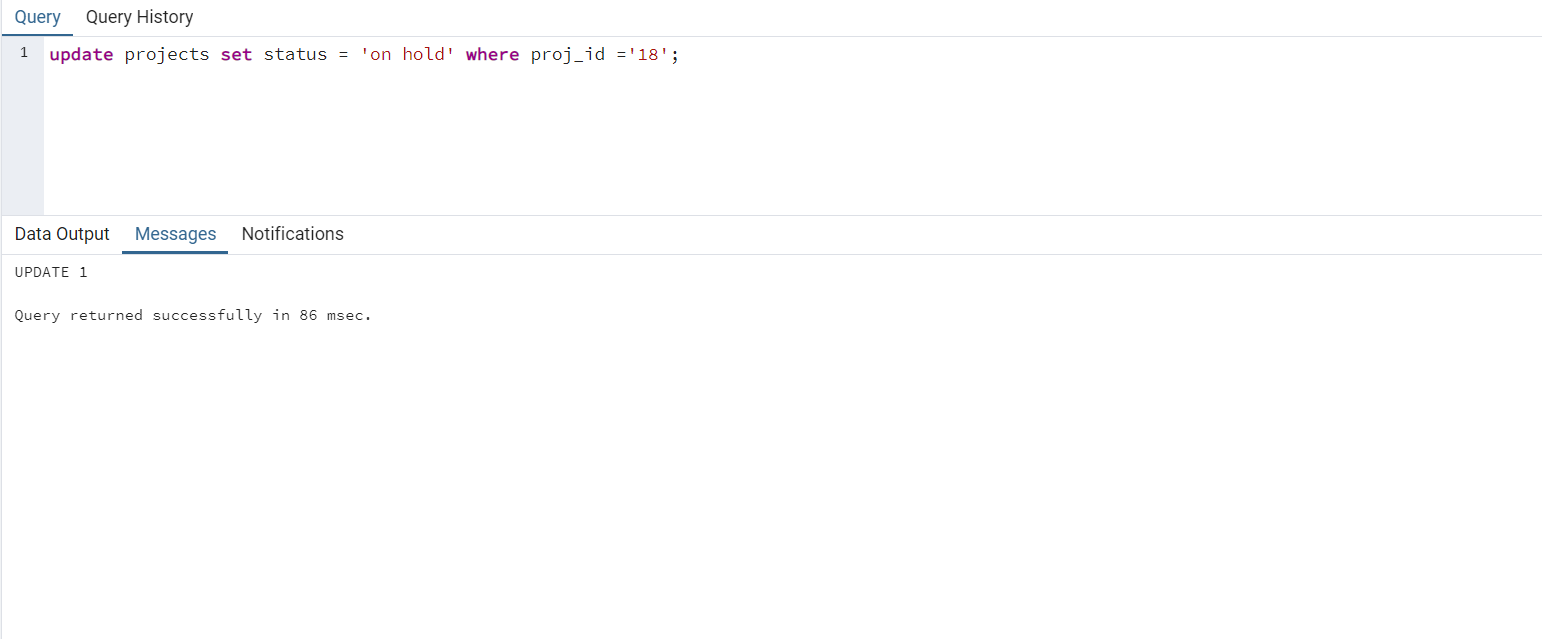 Query Query History
1 update projects set status = 'on hold' where proj_id ='18';
Data Output Messages Notifications
UPDATE 1
Query returned successfully in 86 msec.